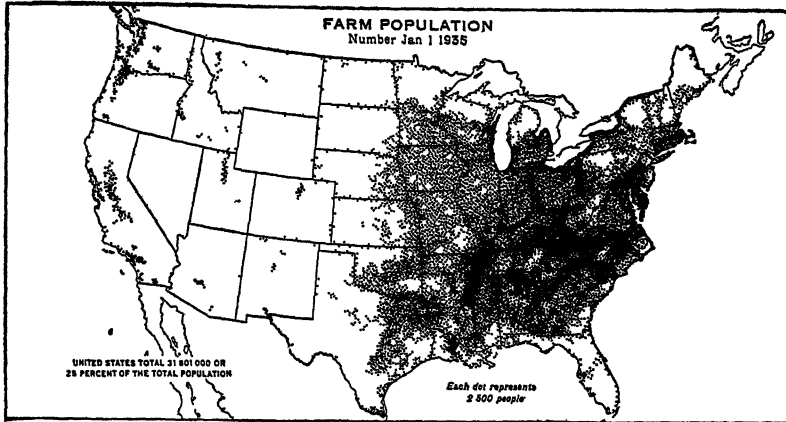 FARM POPULATION
Number Jan 1 1935
UNITED STATES TOTAL 31 801 000 OR
25 PERCENT OF THE TOTAL POPULATION
Each dot represents
2 500 people